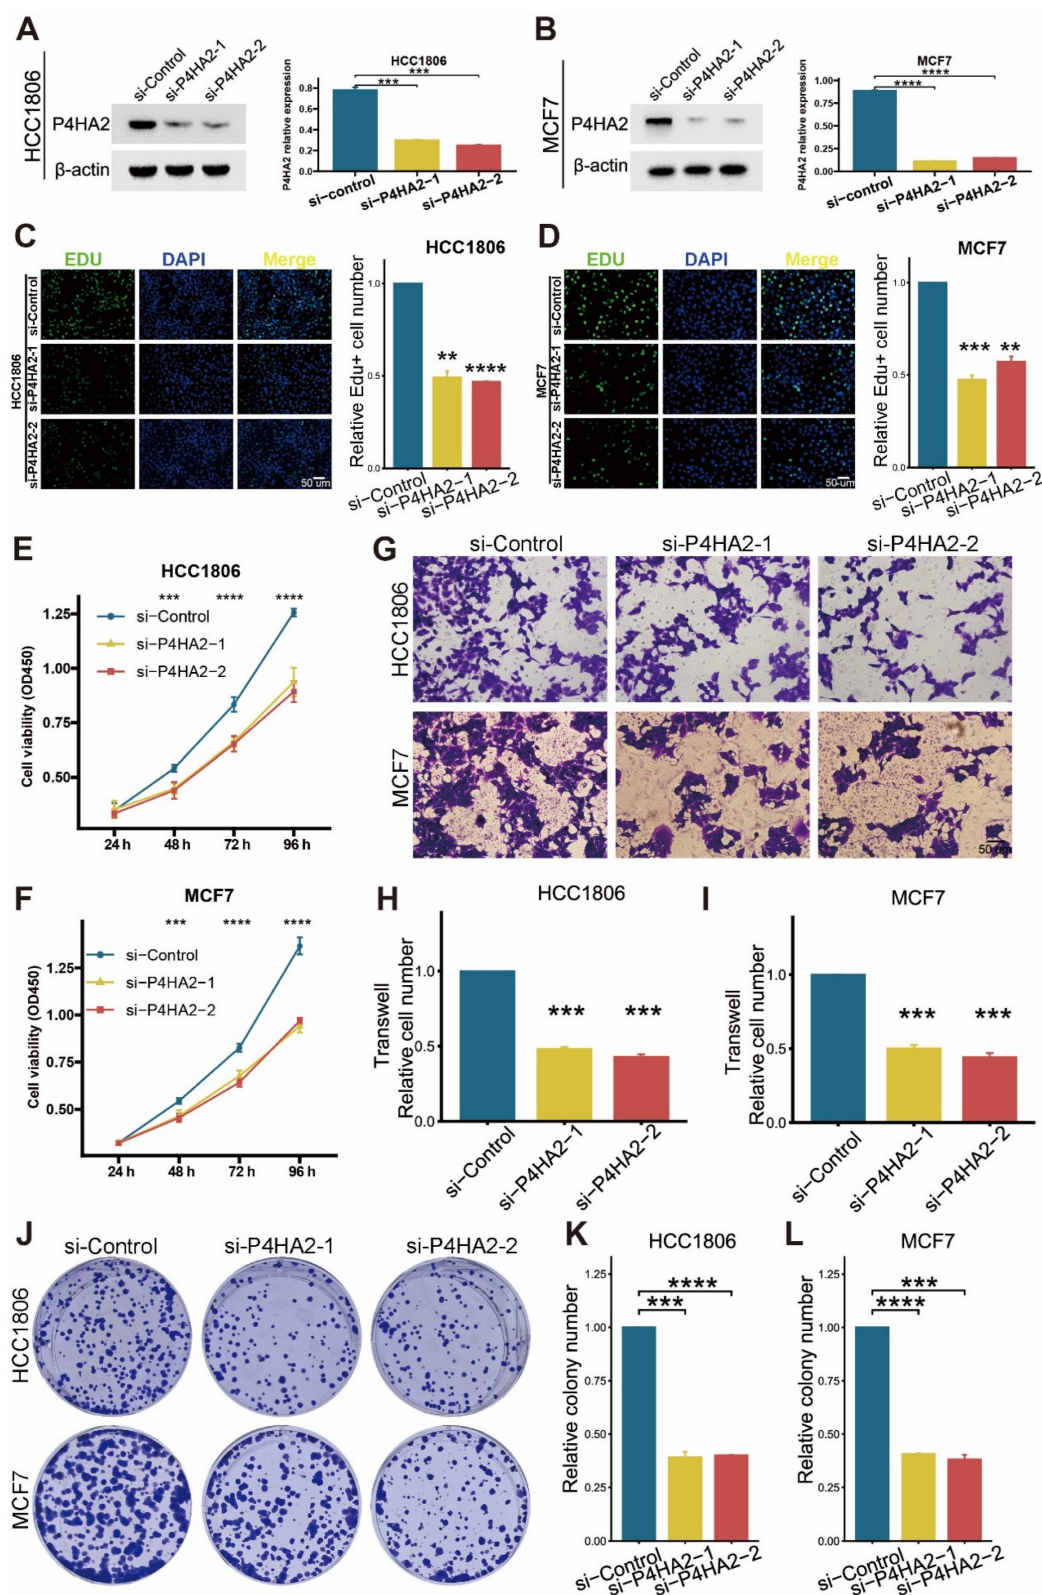 A
HCC1806
si-Control
si-P4HA2-1
si-P4HA2-2
P4HA2
β-actin
HCC1806
***
***
P4HA2 relative expression
0.8
0.6
0.4
0.2
0.0
si-control
si-P4HA2-1
si-P4HA2-2
B
MCF7
si-Control
si-P4HA2-1
si-P4HA2-2
P4HA2
β-actin
MCF7
****
****
P4HA2 relative expression
1.00
0.75
0.50
0.25
0.00
si-control
si-P4HA2-1
si-P4HA2-2
C
EDU DAPI Merge
HCC1806
si-Control
si-P4HA2-1
si-P4HA2-2
50 um
HCC1806
Relative Edu+ cell number
1.0
0.5
0.0
** ****
si-Control
si-P4HA2-1
si-P4HA2-2
D
EDU DAPI Merge
MCF7
si-Control
si-P4HA2-1
si-P4HA2-2
50 um
MCF7
Relative Edu+ cell number
1.0
0.5
0.0
*** **
si-Control
si-P4HA2-1
si-P4HA2-2
E
HCC1806
*** **** ****
si-Control
si-P4HA2-1
si-P4HA2-2
Cell viability (OD450)
1.25
1.00
0.75
0.50
24 h 48 h 72 h 96 h
F
MCF7
*** **** ****
si-Control
si-P4HA2-1
si-P4HA2-2
Cell viability (OD450)
1.25
1.00
0.75
0.50
24 h 48 h 72 h 96 h
G
si-Control si-P4HA2-1 si-P4HA2-2
HCC1806
MCF7
50 μm
H
HCC1806
Transwell
Relative cell number
1.0
0.5
0.0
*** ***
si-Control
si-P4HA2-1
si-P4HA2-2
I
MCF7
Transwell
Relative cell number
1.0
0.5
0.0
*** ***
si-Control
si-P4HA2-1
si-P4HA2-2
J
si-Control si-P4HA2-1 si-P4HA2-2
HCC1806
MCF7
K
HCC1806
Relative colony number
1.25
1.00
0.75
0.50
0.25
0.00
****
***
si-Control
si-P4HA2-1
si-P4HA2-2
L
MCF7
Relative colony number
1.25
1.00
0.75
0.50
0.25
0.00
***
****
si-Control
si-P4HA2-1
si-P4HA2-2